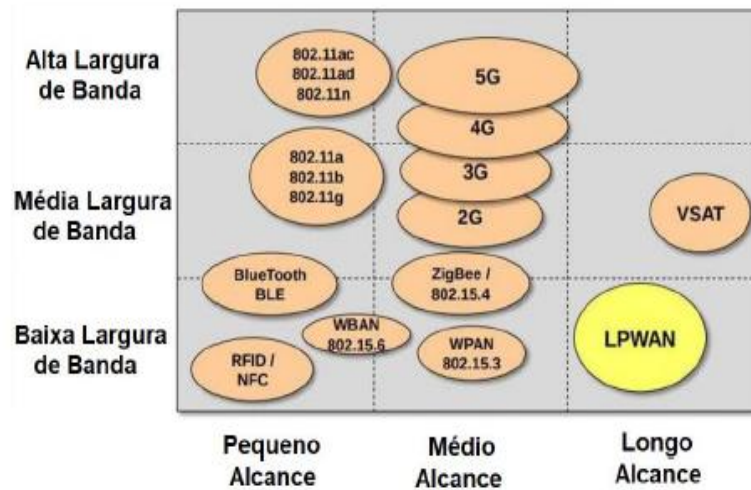 Alta Largura
de Banda
802.11ac
802.11ad
802.11n
5G
4G
Média Largura
de Banda
802.11a
802.11b
802.11g
3G
2G
VSAT
BlueTooth
BLE
ZigBee /
802.15.4
Baixa Largura
de Banda
WBAN
802.15.6
RFID /
NFC
WPAN
802.15.3
LPWAN
Pequeno
Alcance
Médio
Alcance
Longo
Alcance